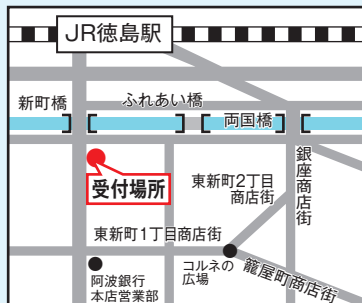 JR徳島駅
新町橋
ふれあい橋
両国橋
受付場所
銀座商店街
東新町2丁目
商店街
東新町1丁目商店街
コルネの
広場
籠屋町商店街
阿波銀行
本店営業部